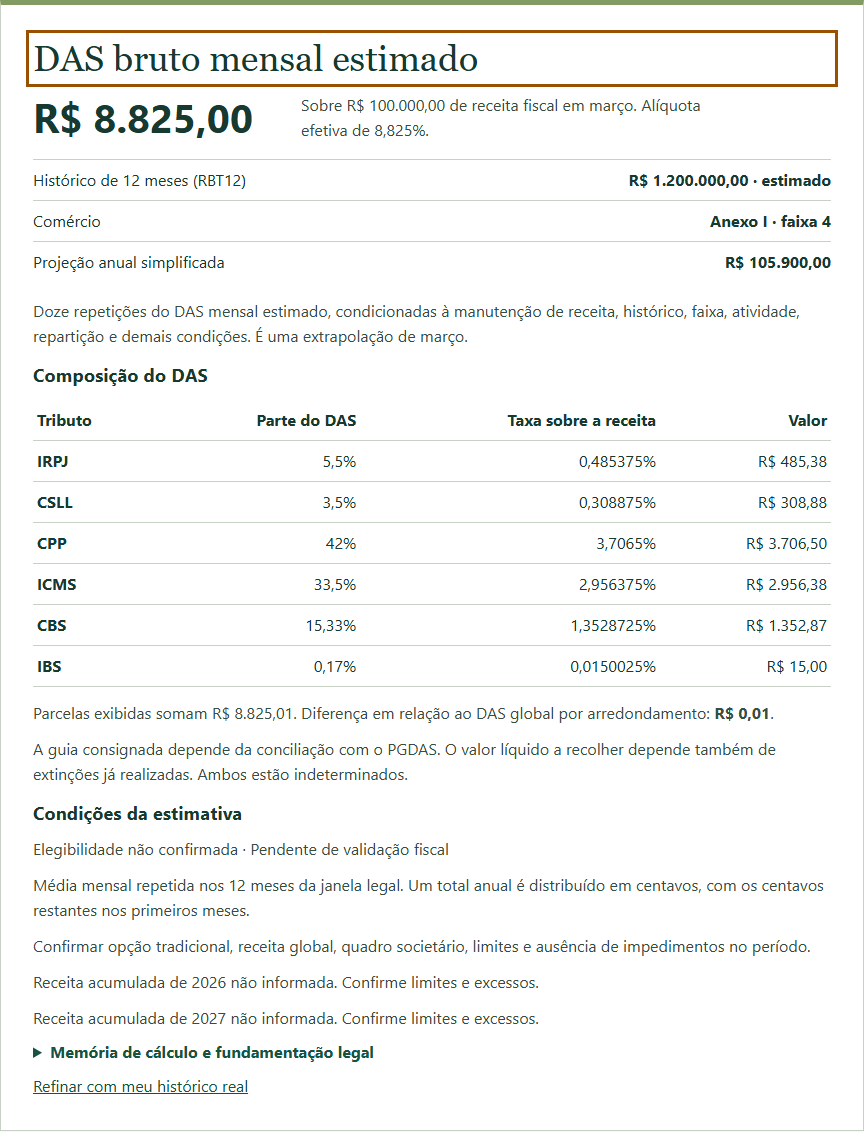 DAS bruto mensal estimado
R$ 8.825,00
Sobre R$ 100.000,00 de receita fiscal em março. Alíquota
efetiva de 8,825%.
Histórico de 12 meses (RBT12) R$ 1.200.000,00 · estimado
Comércio Anexo I · faixa 4
Projeção anual simplificada R$ 105.900,00
Doze repetições do DAS mensal estimado, condicionadas à manutenção de receita, histórico, faixa, atividade,
repartição e demais condições. É uma extrapolação de março.
Composição do DAS
Tributo Parte do DAS Taxa sobre a receita Valor
IRPJ 5,5% 0,485375% R$ 485,38
CSLL 3,5% 0,308875% R$ 308,88
CPP 42% 3,7065% R$ 3.706,50
ICMS 33,5% 2,956375% R$ 2.956,38
CBS 15,33% 1,3528725% R$ 1.352,87
IBS 0,17% 0,0150025% R$ 15,00
Parcelas exibidas somam R$ 8.825,01. Diferença em relação ao DAS global por arredondamento: R$ 0,01.
A guia consignada depende da conciliação com o PGDAS. O valor líquido a recolher depende também de
extinções já realizadas. Ambos estão indeterminados.
Condições da estimativa
Elegibilidade não confirmada · Pendente de validação fiscal
Média mensal repetida nos 12 meses da janela legal. Um total anual é distribuído em centavos, com os centavos
restantes nos primeiros meses.
Confirmar opção tradicional, receita global, quadro societário, limites e ausência de impedimentos no período.
Receita acumulada de 2026 não informada. Confirme limites e excessos.
Receita acumulada de 2027 não informada. Confirme limites e excessos.
▶ Memória de cálculo e fundamentação legal
Refinar com meu histórico real